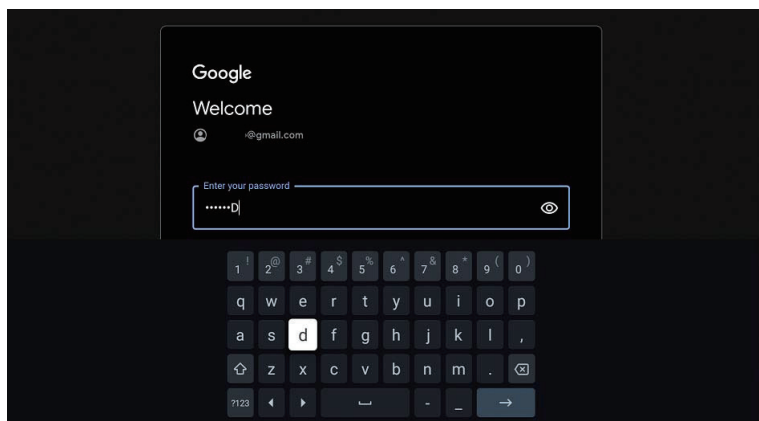 Google
Welcome
@gmail.com
Enter your password
••••••D
1 ! 2 @ 3 # 4 $ 5 % 6 ^ 7 & 8 * 9 ( 0 )
q w e r t y u i o p
a s d f g h j k l ,
z x c v b n m .
?123 - _